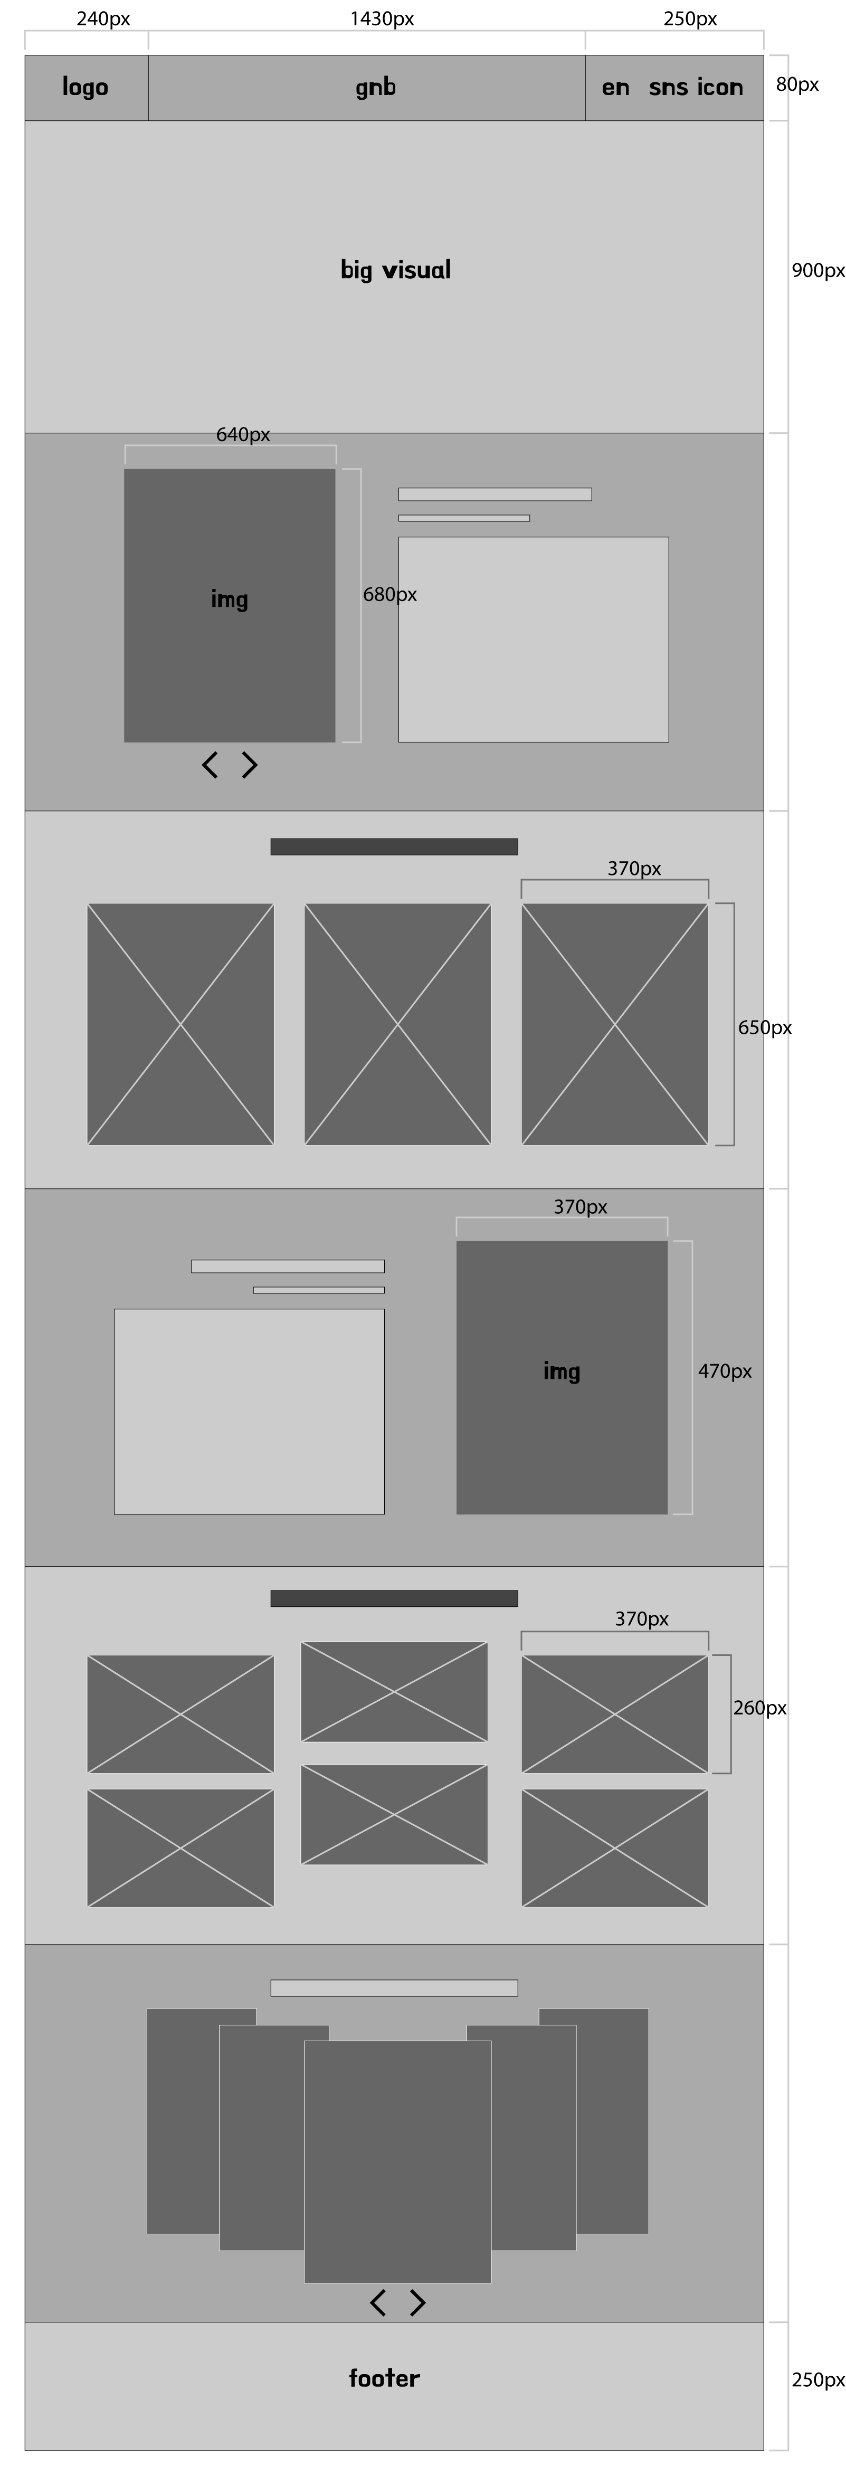 240px 1430px 250px
logo gnb en sns icon 80px
big visual 900px
640px
img 680px
370px
650px
370px
img 470px
370px
260px
footer 250px